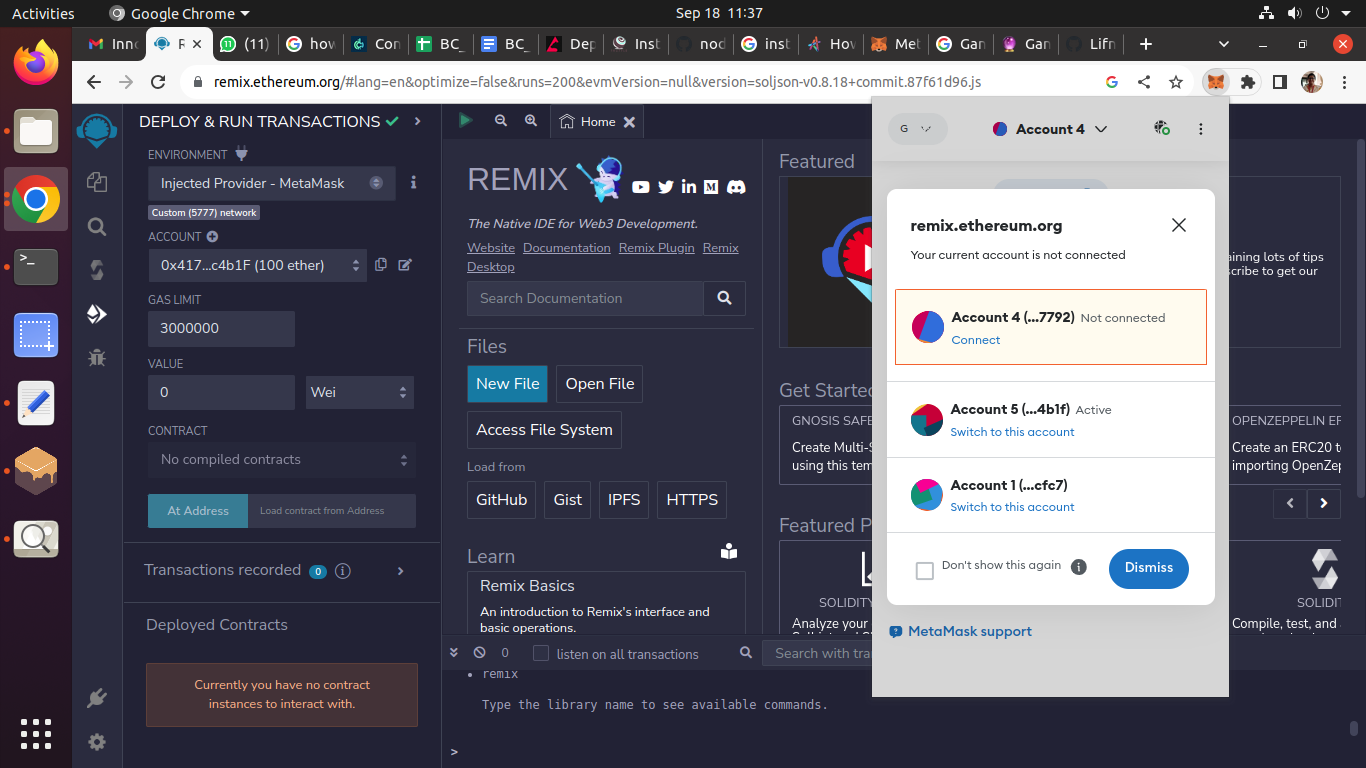 Activities
Google Chrome
Sep 18 11:37
Inno
R
(11)
how
Con
BC_
BC_
Dep
Inst
nod
inst
How
Met
Gan
Gan
Lifn
remix.ethereum.org/#lang=en&optimize=false&runs=200&evmVersion=null&version=soljson-v0.8.18+commit.87f61d96.js
DEPLOY & RUN TRANSACTIONS
ENVIRONMENT
Injected Provider - MetaMask
Custom (5777) network
ACCOUNT
0x417...c4b1F (100 ether)
GAS LIMIT
3000000
VALUE
0
Wei
CONTRACT
No compiled contracts
At Address
Load contract from Address
Transactions recorded 0
Deployed Contracts
Currently you have no contract
instances to interact with.
Home
REMIX
The Native IDE for Web3 Development.
Website Documentation Remix Plugin Remix
Desktop
Search Documentation
Files
New File
Open File
Access File System
Load from
GitHub
Gist
IPFS
HTTPS
Learn
Remix Basics
An introduction to Remix's interface and
basic operations.
Featured
aining lots of tips
scribe to get our
Get Started
GNOSIS SAFE
Create Multi-S
using this tem
OPENZEPPELIN ER
Create an ERC20 to
importing OpenZep
Featured P
SOLIDITY
Analyze your
SOLIDIT
Compile, test, and
0
listen on all transactions
Search with tra
remix
Type the library name to see available commands.
>
G
Account 4
remix.ethereum.org
Your current account is not connected
Account 4 (...7792) Not connected
Connect
Account 5 (...4b1f) Active
Switch to this account
Account 1 (...cfc7)
Switch to this account
Don't show this again
Dismiss
MetaMask support